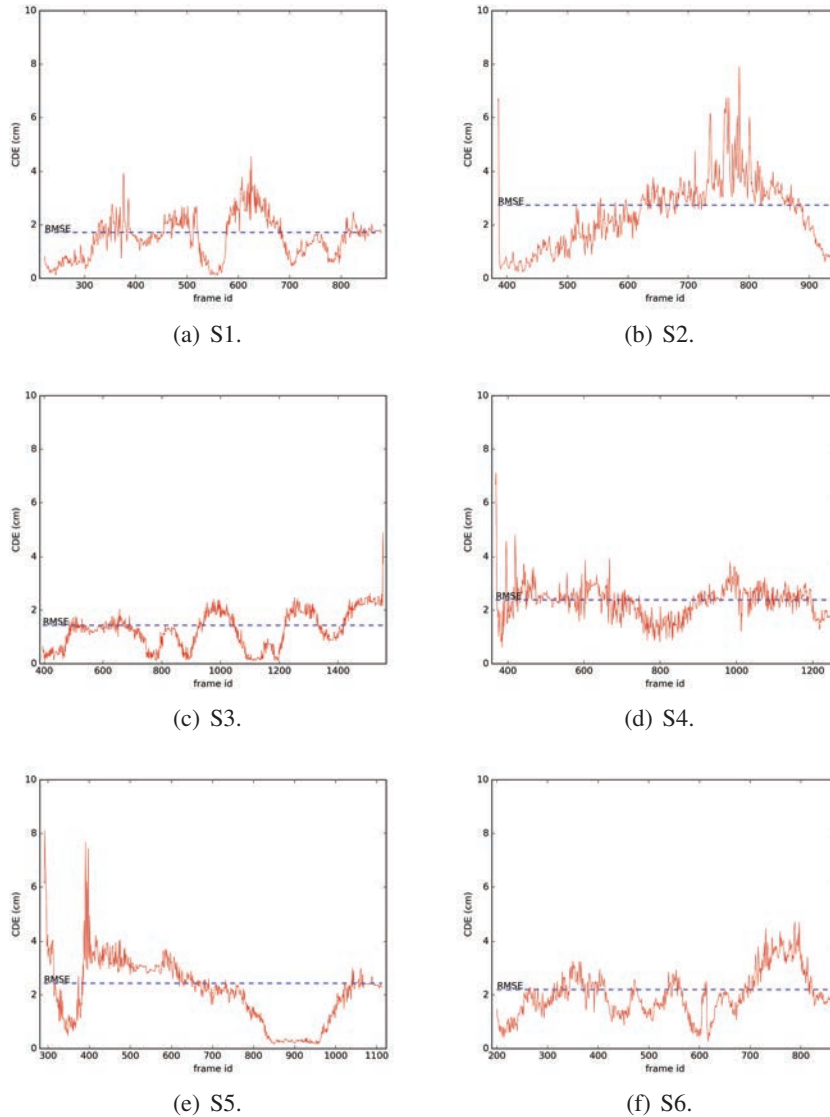 10
8
6
4
2
0
CDE (cm)
RMSE
300 400 500 600 700 800
frame id
(a) S1.
10
8
6
4
2
0
CDE (cm)
RMSE
400 500 600 700 800 900
frame id
(b) S2.
10
8
6
4
2
0
CDE (cm)
RMSE
400 600 800 1000 1200 1400
frame id
(c) S3.
10
8
6
4
2
0
CDE (cm)
RMSE
400 600 800 1000 1200
frame id
(d) S4.
10
8
6
4
2
0
CDE (cm)
RMSE
300 400 500 600 700 800 900 1000 1100
frame id
(e) S5.
10
8
6
4
2
0
CDE (cm)
RMSE
200 300 400 500 600 700 800
frame id
(f) S6.